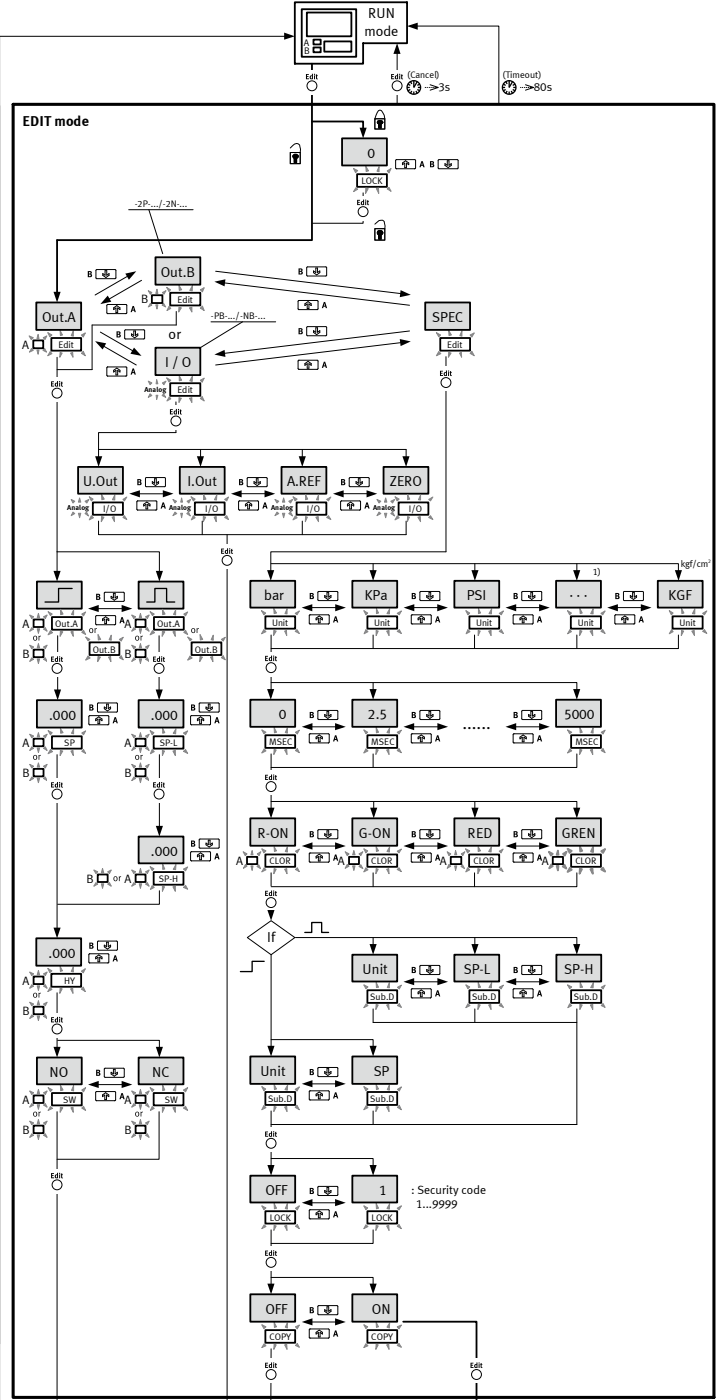 RUN
mode
A
B
Edit
Edit
(Cancel)
3s
(Timeout)
80s
EDIT mode
0
LOCK
A B
Edit
-2P-.../-2N-...
Out.B
B
Edit
B
A
B
A
Out.A
A
Edit
B
A
or
-PB-.../-NB-...
I / O
Analog
Edit
B
A
SPEC
Edit
Edit
Edit
Edit
U.Out
Analog
I/O
B
A
I.Out
Analog
I/O
B
A
A.REF
Analog
I/O
B
A
ZERO
Analog
I/O
Edit
A
Out.A
or
B
or
Out.B
B
A
A
Out.A
or
B
or
Out.B
Edit
Edit
bar
Unit
B
A
KPa
Unit
B
A
PSI
Unit
B
A
1)
...
Unit
B
A
kgf/cm²
KGF
Unit
Edit
.000
B
A
A
SP
or
B
Edit
.000
B
A
A
SP-L
or
B
Edit
0
MSEC
B
A
2.5
MSEC
B
A
......
B
A
5000
MSEC
Edit
.000
B
A
B or A
SP-H
R-ON
A
CLOR
B
A
G-ON
A
CLOR
B
A
RED
A
CLOR
B
A
GREN
A
CLOR
Edit
If
.000
B
A
A
HY
or
B
Edit
Unit
Sub.D
B
A
SP-L
Sub.D
B
A
SP-H
Sub.D
NO
A
SW
or
B
B
A
NC
A
SW
or
B
Edit
Unit
Sub.D
B
A
SP
Sub.D
Edit
OFF
LOCK
B
A
1
LOCK
: Security code
1...9999
Edit
OFF
COPY
B
A
ON
COPY
Edit
Edit